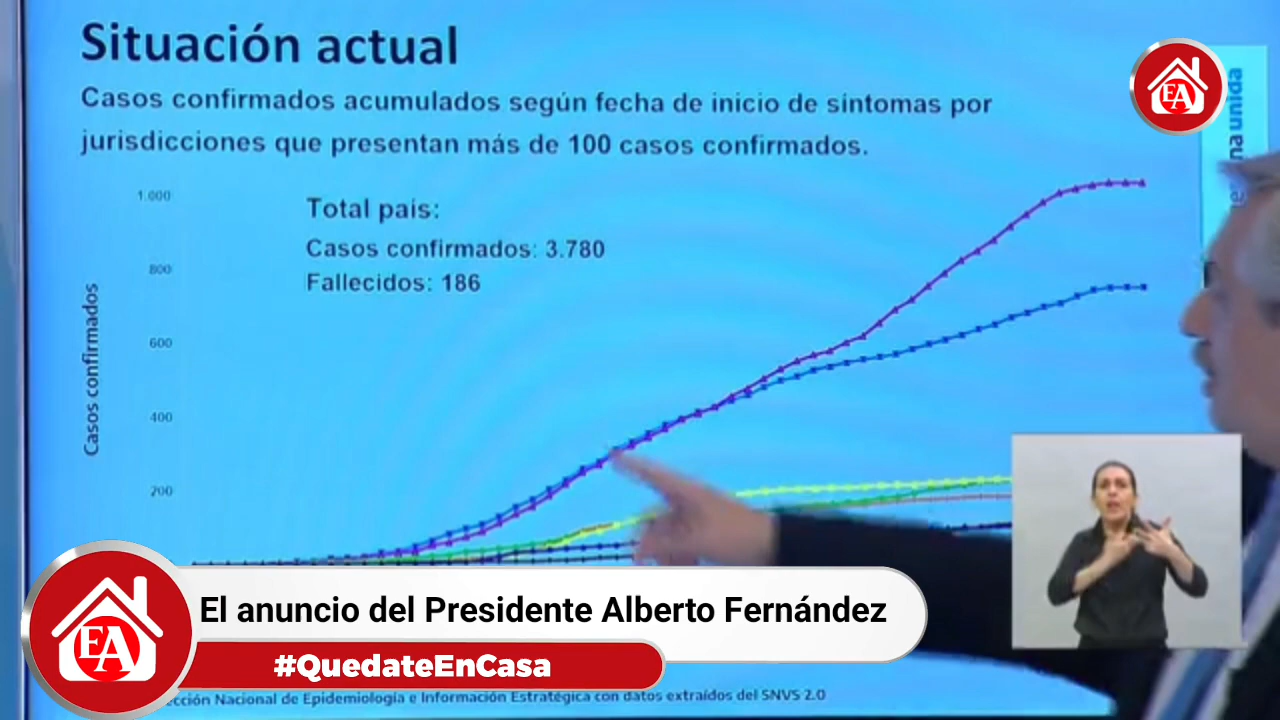 Situación actual
Casos confirmados acumulados según fecha de inicio de síntomas por
jurisdicciones que presentan más de 100 casos confirmados.
1.000
800
600
400
200
Casos confirmados
Total país:
Casos confirmados: 3.780
Fallecidos: 186
EA
unida
EA
El anuncio del Presidente Alberto Fernández
#QuedateEnCasa
Nacional de Epidemiología e Información Estratégica con datos extraídos del SNVS 2.0